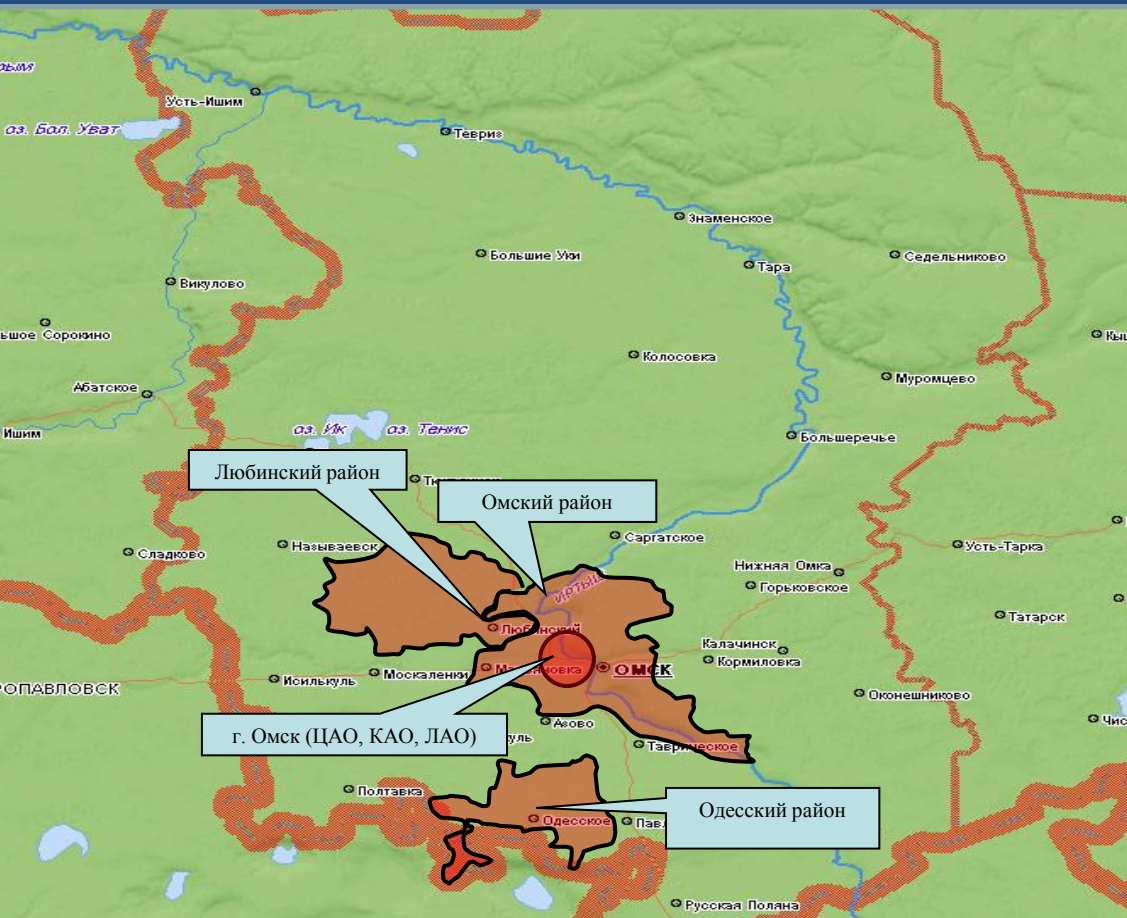 Усть-Ишим
оз. Бол. Уват
Тевриз
Знаменское
Большие Уки
Седельниково
Тара
Викулово
Колосовка
Муромцево
Абатское
Ишим
оз. Ик
оз. Тенис
Большеречье
Любинский район
Омский район
Саргатское
Называевск
Сладково
Усть-Тарка
Нижняя Омка
Горьковское
Иртыш
Татарск
Любинский
Калачинск
Кормиловка
Марьяновка
ОМСК
Москаленки
Исилькуль
Оконешниково
г. Омск (ЦАО, КАО, ЛАО)
Азово
Таврическое
Полтавка
Одесский район
Одесское
Русская Поляна